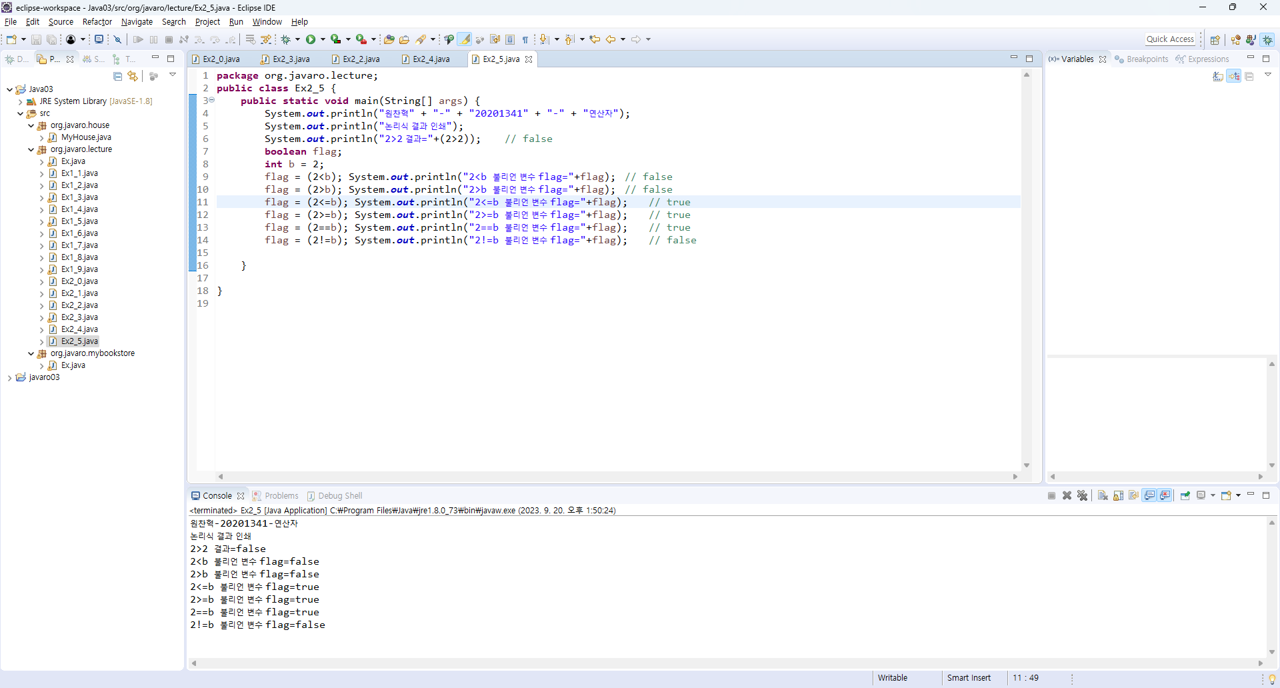 eclipse-workspace - Java03/src/org/javaro/lecture/Ex2_5.java - Eclipse IDE
File Edit Source Refactor Navigate Search Project Run Window Help
Quick Access
D... P... S... T...
Java03
JRE System Library [JavaSE-1.8]
src
org.javaro.house
MyHouse.java
org.javaro.lecture
Ex.java
Ex1_1.java
Ex1_2.java
Ex1_3.java
Ex1_4.java
Ex1_5.java
Ex1_6.java
Ex1_7.java
Ex1_8.java
Ex1_9.java
Ex2_0.java
Ex2_1.java
Ex2_2.java
Ex2_3.java
Ex2_4.java
Ex2_5.java
org.javaro.mybookstore
Ex.java
javaro03
Ex2_0.java Ex2_3.java Ex2_2.java Ex2_4.java Ex2_5.java
1 package org.javaro.lecture;
2 public class Ex2_5 {
3 public static void main(String[] args) {
4 System.out.println("원찬혁" + "-" + "20201341" + "-" + "연산자");
5 System.out.println("논리식 결과 인쇄");
6 System.out.println("2>2 결과="+(2>2)); // false
7 boolean flag;
8 int b = 2;
9 flag = (2<b); System.out.println("2<b 불리언 변수 flag="+flag); // false
10 flag = (2>b); System.out.println("2>b 불리언 변수 flag="+flag); // false
11 flag = (2<=b); System.out.println("2<=b 불리언 변수 flag="+flag); // true
12 flag = (2>=b); System.out.println("2>=b 불리언 변수 flag="+flag); // true
13 flag = (2==b); System.out.println("2==b 불리언 변수 flag="+flag); // true
14 flag = (2!=b); System.out.println("2!=b 불리언 변수 flag="+flag); // false
15
16 }
17
18 }
19
Variables Breakpoints Expressions
Console Problems Debug Shell
<terminated> Ex2_5 [Java Application] C:₩Program Files₩Java₩jre1.8.0_73₩bin₩javaw.exe (2023. 9. 20. 오후 1:50:24)
원찬혁-20201341-연산자
논리식 결과 인쇄
2>2 결과=false
2<b 불리언 변수 flag=false
2>b 불리언 변수 flag=false
2<=b 불리언 변수 flag=true
2>=b 불리언 변수 flag=true
2==b 불리언 변수 flag=true
2!=b 불리언 변수 flag=false
Writable Smart Insert 11 : 49